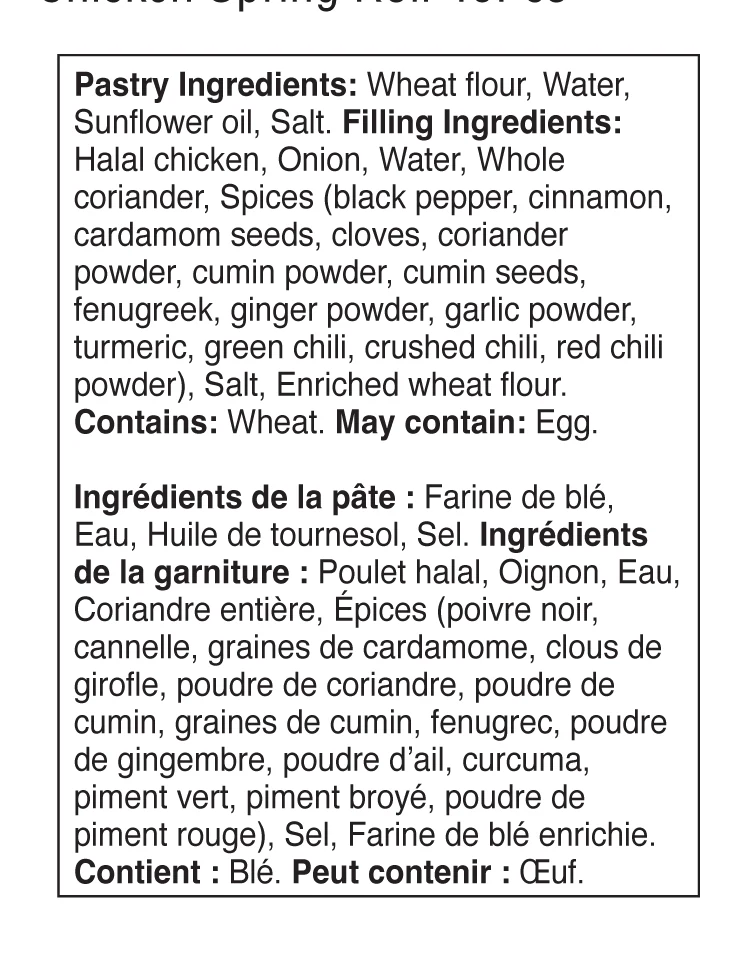 Pastry Ingredients: Wheat flour, Water,
Sunflower oil, Salt. Filling Ingredients:
Halal chicken, Onion, Water, Whole
coriander, Spices (black pepper, cinnamon,
cardamom seeds, cloves, coriander
powder, cumin powder, cumin seeds,
fenugreek, ginger powder, garlic powder,
turmeric, green chili, crushed chili, red chili
powder), Salt, Enriched wheat flour.
Contains: Wheat. May contain: Egg.
Ingrédients de la pâte : Farine de blé,
Eau, Huile de tournesol, Sel. Ingrédients
de la garniture : Poulet halal, Oignon, Eau,
Coriandre entière, Épices (poivre noir,
cannelle, graines de cardamome, clous de
girofle, poudre de coriandre, poudre de
cumin, graines de cumin, fenugrec, poudre
de gingembre, poudre d’ail, curcuma,
piment vert, piment broyé, poudre de
piment rouge), Sel, Farine de blé enrichie.
Contient : Blé. Peut contenir : Œuf.